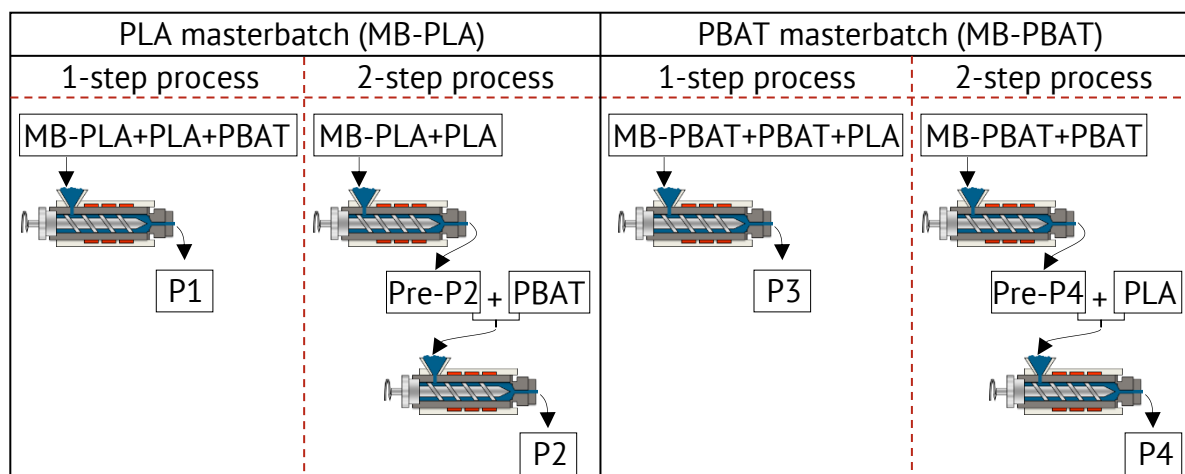 PLA masterbatch (MB-PLA)
PBAT masterbatch (MB-PBAT)
1-step process
2-step process
1-step process
2-step process
MB-PLA+PLA+PBAT
MB-PLA+PLA
MB-PBAT+PBAT+PLA
MB-PBAT+PBAT
P1
Pre-P2 + PBAT
P3
Pre-P4 + PLA
P2
P4